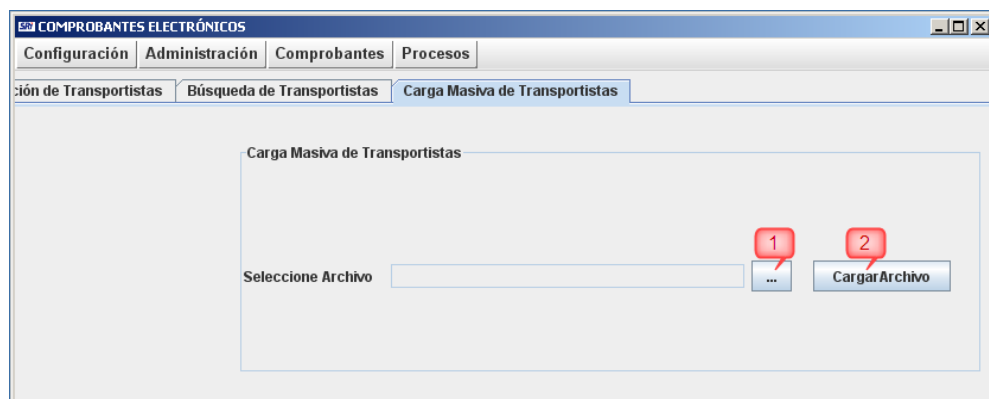 SRI COMPROBANTES ELECTRÓNICOS
Configuración Administración Comprobantes Procesos
ción de Transportistas Búsqueda de Transportistas Carga Masiva de Transportistas
Carga Masiva de Transportistas
1 2
Seleccione Archivo ... CargarArchivo